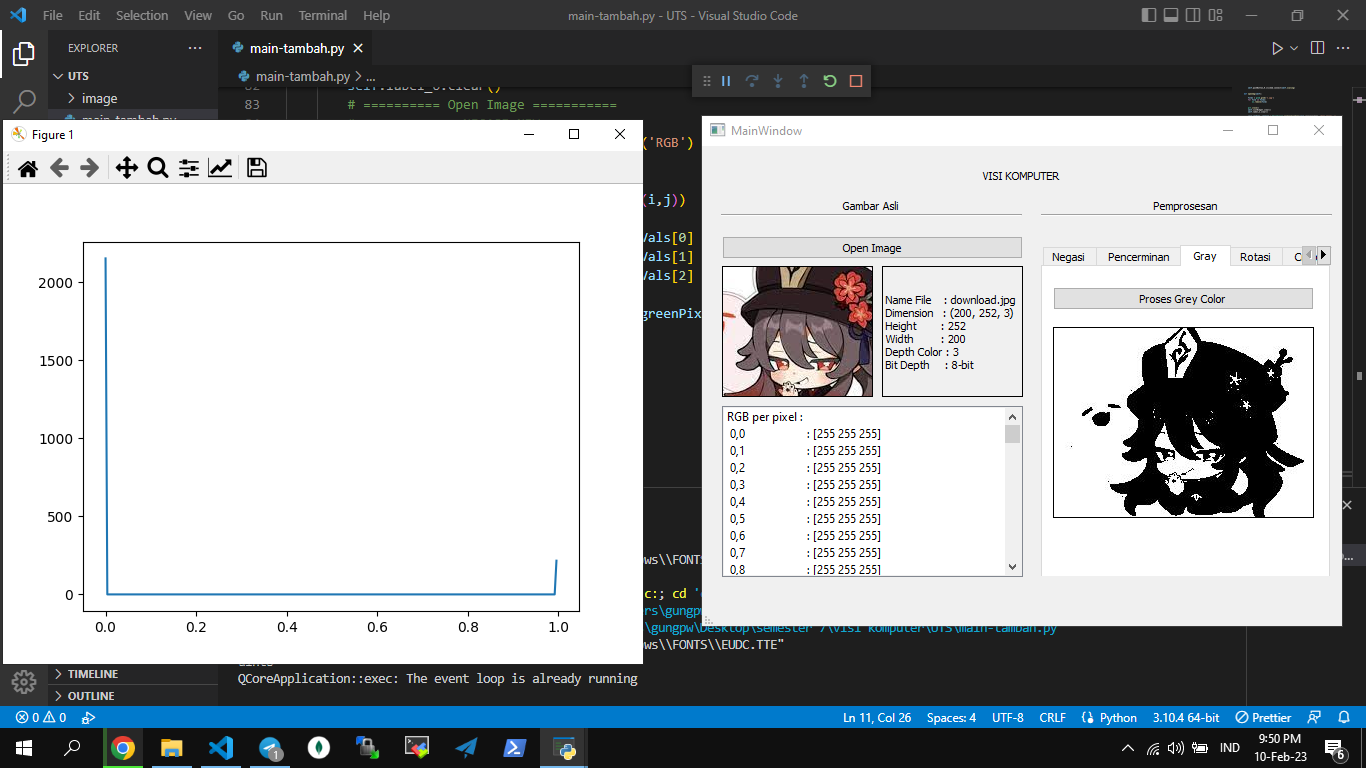 File Edit Selection View Go Run Terminal Help
main-tambah.py - UTS - Visual Studio Code
EXPLORER
UTS
image
main-tambah.py
main-tambah.py
main-tambah.py > ...
82 self.label_6.clear()
83 # ========== Open Image ===========
('RGB')
(i,j))
Vals[0]
Vals[1]
Vals[2]
greenPix
Figure 1
2000
1500
1000
500
0
0.0 0.2 0.4 0.6 0.8 1.0
MainWindow
VISI KOMPUTER
Gambar Asli
Pemprosesan
Open Image
Negasi Pencerminan Gray Rotasi
Proses Grey Color
Name File : download.jpg
Dimension : (200, 252, 3)
Height : 252
Width : 200
Depth Color : 3
Bit Depth : 8-bit
RGB per pixel :
0,0 : [255 255 255]
0,1 : [255 255 255]
0,2 : [255 255 255]
0,3 : [255 255 255]
0,4 : [255 255 255]
0,5 : [255 255 255]
0,6 : [255 255 255]
0,7 : [255 255 255]
0,8 : [255 255 255]
ws\\FONTS
c:; cd '
rs\gungpw
\gungpw\Desktop\semester 7\visi komputer\UTS\main-tambah.py
ws\\FONTS\\EUDC.TTE"
QCoreApplication::exec: The event loop is already running
TIMELINE
OUTLINE
0 0
Ln 11, Col 26 Spaces: 4 UTF-8 CRLF Python 3.10.4 64-bit Prettier
1
IND
9:50 PM
10-Feb-23
6